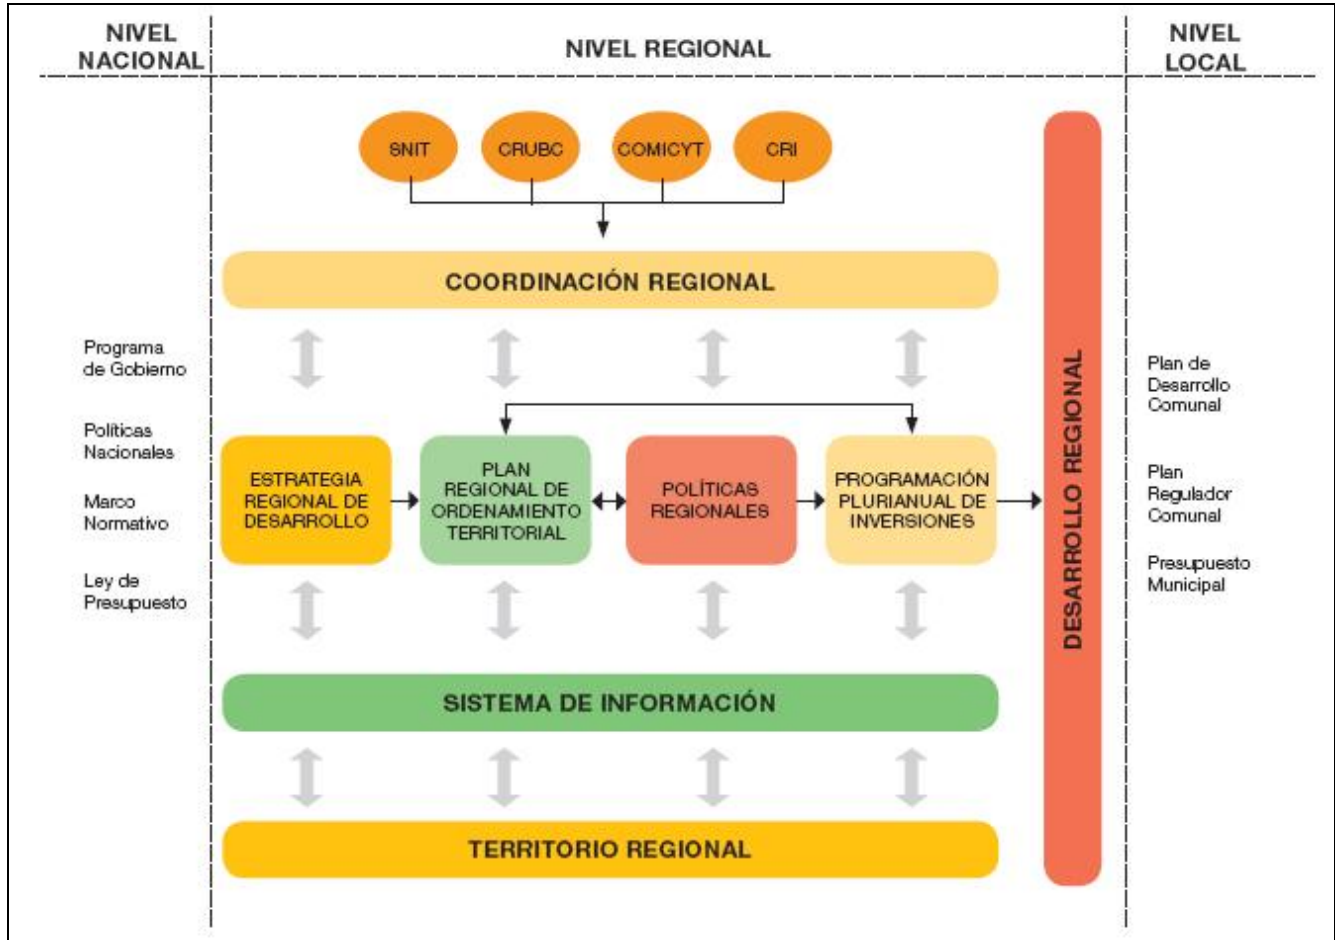 NIVEL
NACIONAL
NIVEL REGIONAL
NIVEL
LOCAL
SNIT
CRUBC
COMICYT
CRI
COORDINACIÓN REGIONAL
Programa
de Gobierno
Políticas
Nacionales
Marco
Normativo
Ley de
Presupuesto
ESTRATEGIA
REGIONAL DE
DESARROLLO
PLAN
REGIONAL DE
ORDENAMIENTO
TERRITORIAL
POLÍTICAS
REGIONALES
PROGRAMACIÓN
PLURIANUAL DE
INVERSIONES
SISTEMA DE INFORMACIÓN
TERRITORIO REGIONAL
DESARROLLO REGIONAL
Plan de
Desarrollo
Comunal
Plan
Regulador
Comunal
Presupuesto
Municipal